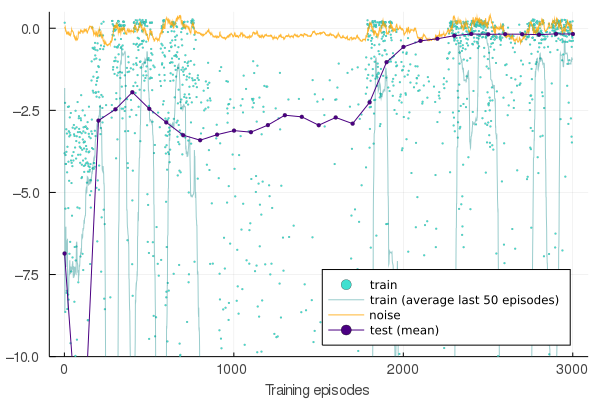 0.0
−2.5
−5.0
−7.5
−10.0
0
1000
2000
3000
Training episodes
train
train (average last 50 episodes)
noise
test (mean)